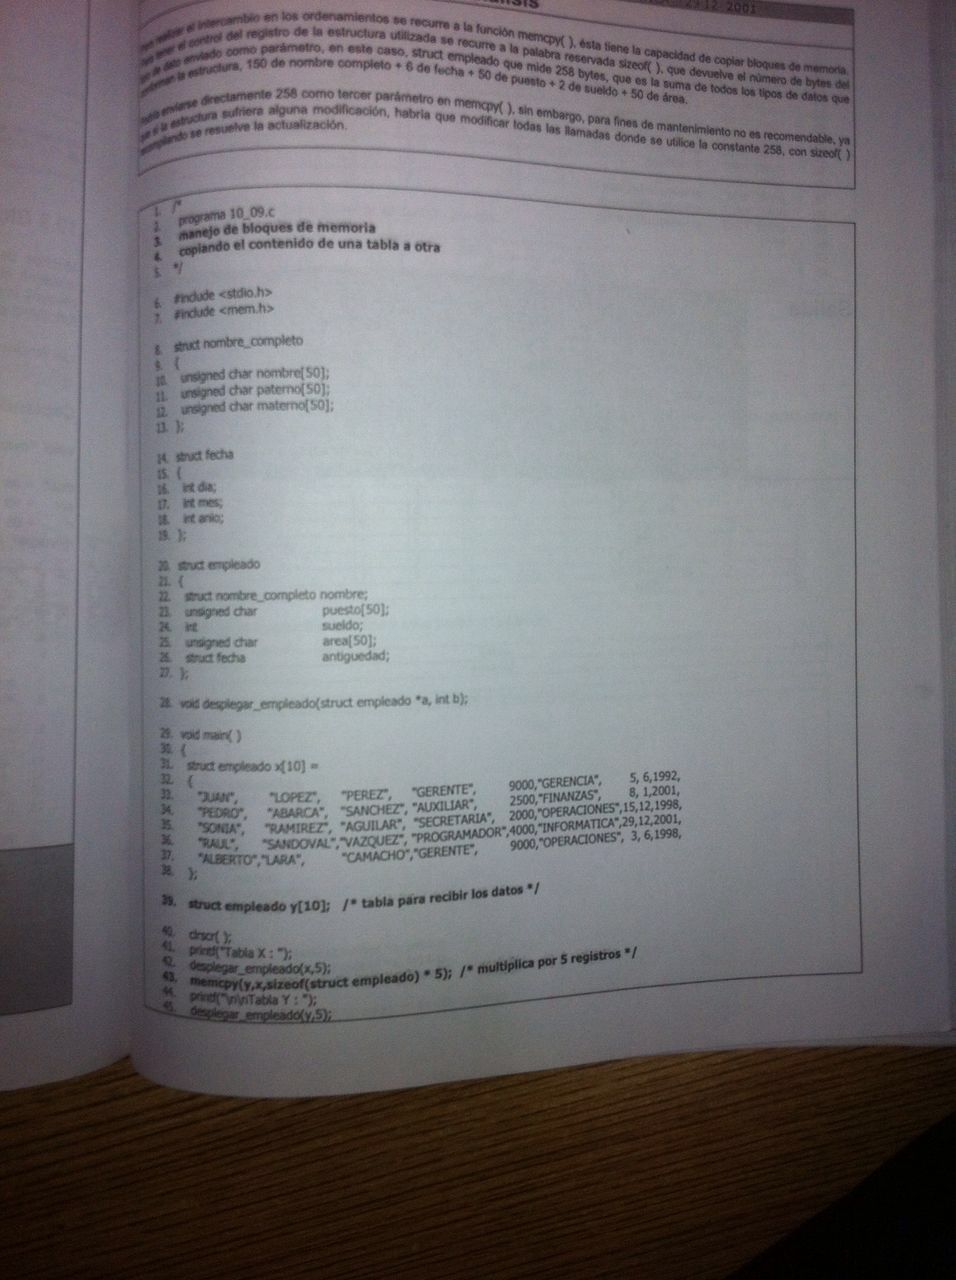 29 12 2001
realizar el intercambio en los ordenamientos se recurre a la función memcpy( ), ésta tiene la capacidad de copiar bloques de memoria.
tener el control del registro de la estructura utilizada se recurre a la palabra reservada sizeof( ), que devuelve el número de bytes del
de dato enviado como parámetro, en este caso, struct empleado que mide 258 bytes, que es la suma de todos los tipos de datos que
conforman la estructura, 150 de nombre completo + 6 de fecha + 50 de puesto + 2 de sueldo + 50 de área.
enviarse directamente 258 como tercer parámetro en memcpy( ), sin embargo, para fines de mantenimiento no es recomendable, ya
que si la estructura sufriera alguna modificación, habría que modificar todas las llamadas donde se utilice la constante 258, con sizeof( )
se resuelve la actualización.
1. /*
2. programa 10_09.c
3. manejo de bloques de memoria
4. copiando el contenido de una tabla a otra
5. */
6. #include <stdio.h>
7. #include <mem.h>
8. struct nombre_completo
9. {
10. unsigned char nombre[50];
11. unsigned char paterno[50];
12. unsigned char materno[50];
13. };
14. struct fecha
15. {
16. int dia;
17. int mes;
18. int anio;
19. };
20. struct empleado
21. {
22. struct nombre_completo nombre;
23. unsigned char puesto[50];
24. int sueldo;
25. unsigned char area[50];
26. struct fecha antiguedad;
27. };
28. void desplegar_empleado(struct empleado *a, int b);
29. void main( )
30. {
31. struct empleado x[10] =
32. {
33. "JUAN", "LOPEZ", "PEREZ", "GERENTE", 9000,"GERENCIA", 5, 6,1992,
34. "PEDRO", "ABARCA", "SANCHEZ", "AUXILIAR", 2500,"FINANZAS", 8, 1,2001,
35. "SONIA", "RAMIREZ", "AGUILAR", "SECRETARIA", 2000,"OPERACIONES",15,12,1998,
36. "RAUL", "SANDOVAL","VAZQUEZ", "PROGRAMADOR",4000,"INFORMATICA",29,12,2001,
37. "ALBERTO","LARA", "CAMACHO","GERENTE", 9000,"OPERACIONES", 3, 6,1998,
38. };
39. struct empleado y[10]; /* tabla para recibir los datos */
40. clrscr( );
41. printf("Tabla X : ");
42. desplegar_empleado(x,5);
43. memcpy(y,x,sizeof(struct empleado) * 5); /* multiplica por 5 registros */
44. printf("\n\nTabla Y : ");
45. desplegar_empleado(y,5);